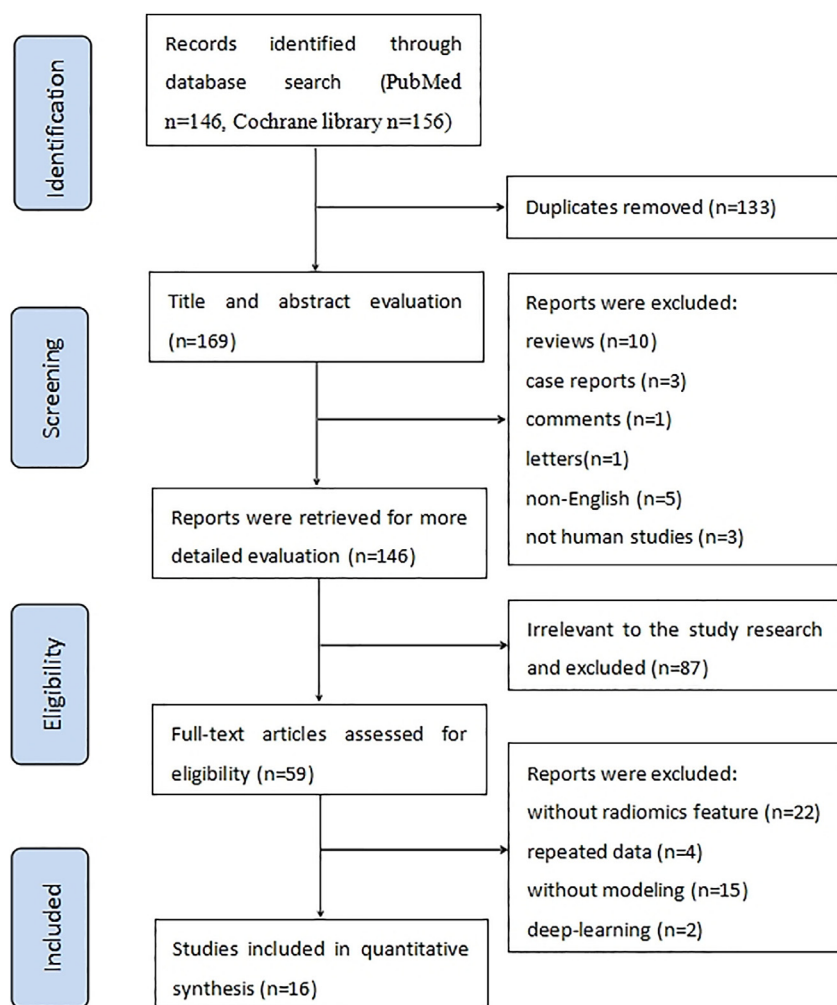 Identification
Records identified through
database search (PubMed
n=146, Cochrane library n=156)
Duplicates removed (n=133)
Screening
Title and abstract evaluation
(n=169)
Reports were excluded:
reviews (n=10)
case reports (n=3)
comments (n=1)
letters(n=1)
non-English (n=5)
not human studies (n=3)
Reports were retrieved for more
detailed evaluation (n=146)
Eligibility
Irrelevant to the study research
and excluded (n=87)
Full-text articles assessed for
eligibility (n=59)
Reports were excluded:
without radiomics feature (n=22)
repeated data (n=4)
without modeling (n=15)
deep-learning (n=2)
Included
Studies included in quantitative
synthesis (n=16)